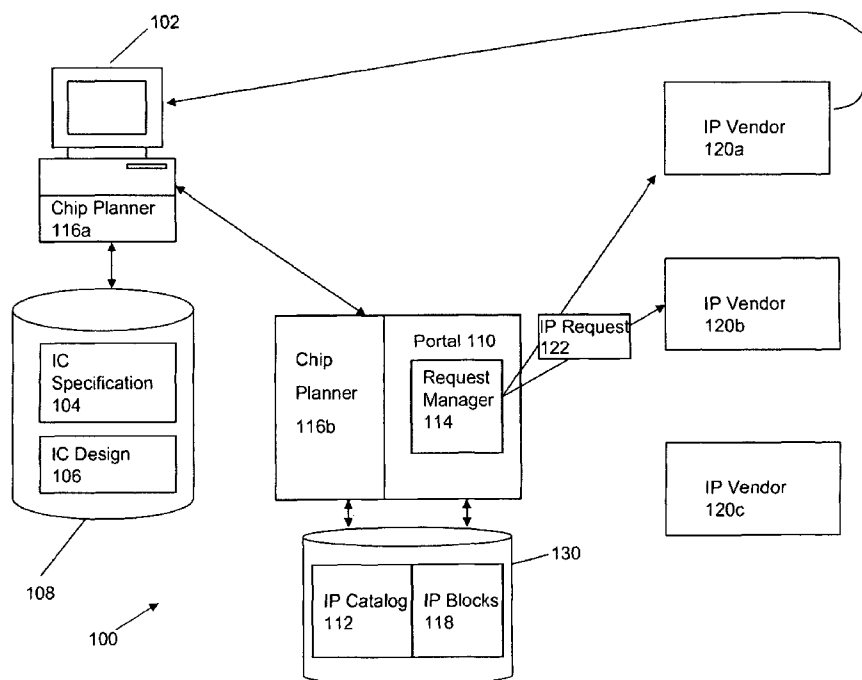 102
Chip Planner
116a
IC
Specification
104
IC Design
106
108
100
Chip
Planner
116b
Portal 110
Request
Manager
114
IP Request
122
IP Catalog
112
IP Blocks
118
130
IP Vendor
120a
IP Vendor
120b
IP Vendor
120c